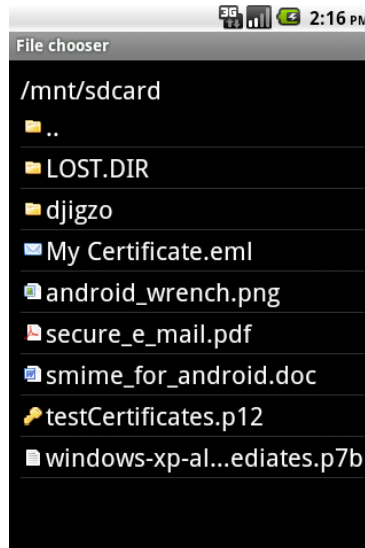 3G 2:16 PM
File chooser
/mnt/sdcard
..
LOST.DIR
djigzo
My Certificate.eml
android_wrench.png
secure_e_mail.pdf
smime_for_android.doc
testCertificates.p12
windows-xp-al...ediates.p7b